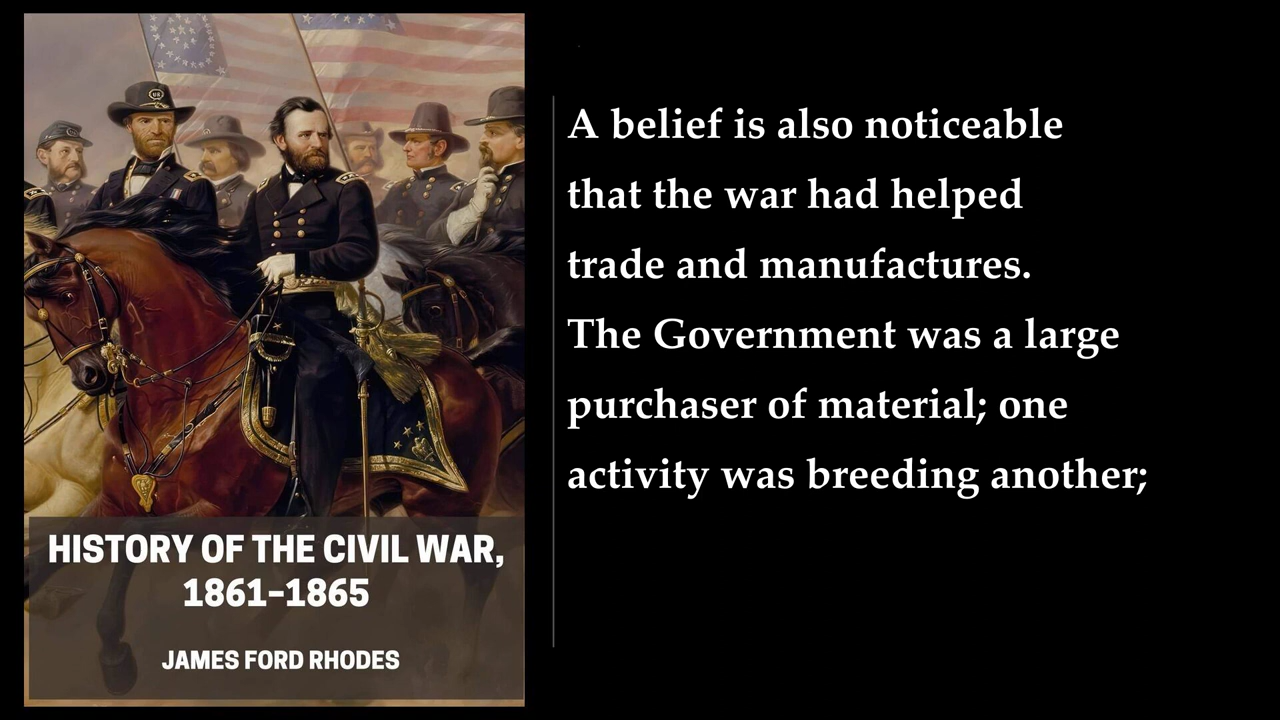 A belief is also noticeable
that the war had helped
trade and manufactures.
The Government was a large
purchaser of material; one
activity was breeding another;
HISTORY OF THE CIVIL WAR,
1861–1865
JAMES FORD RHODES